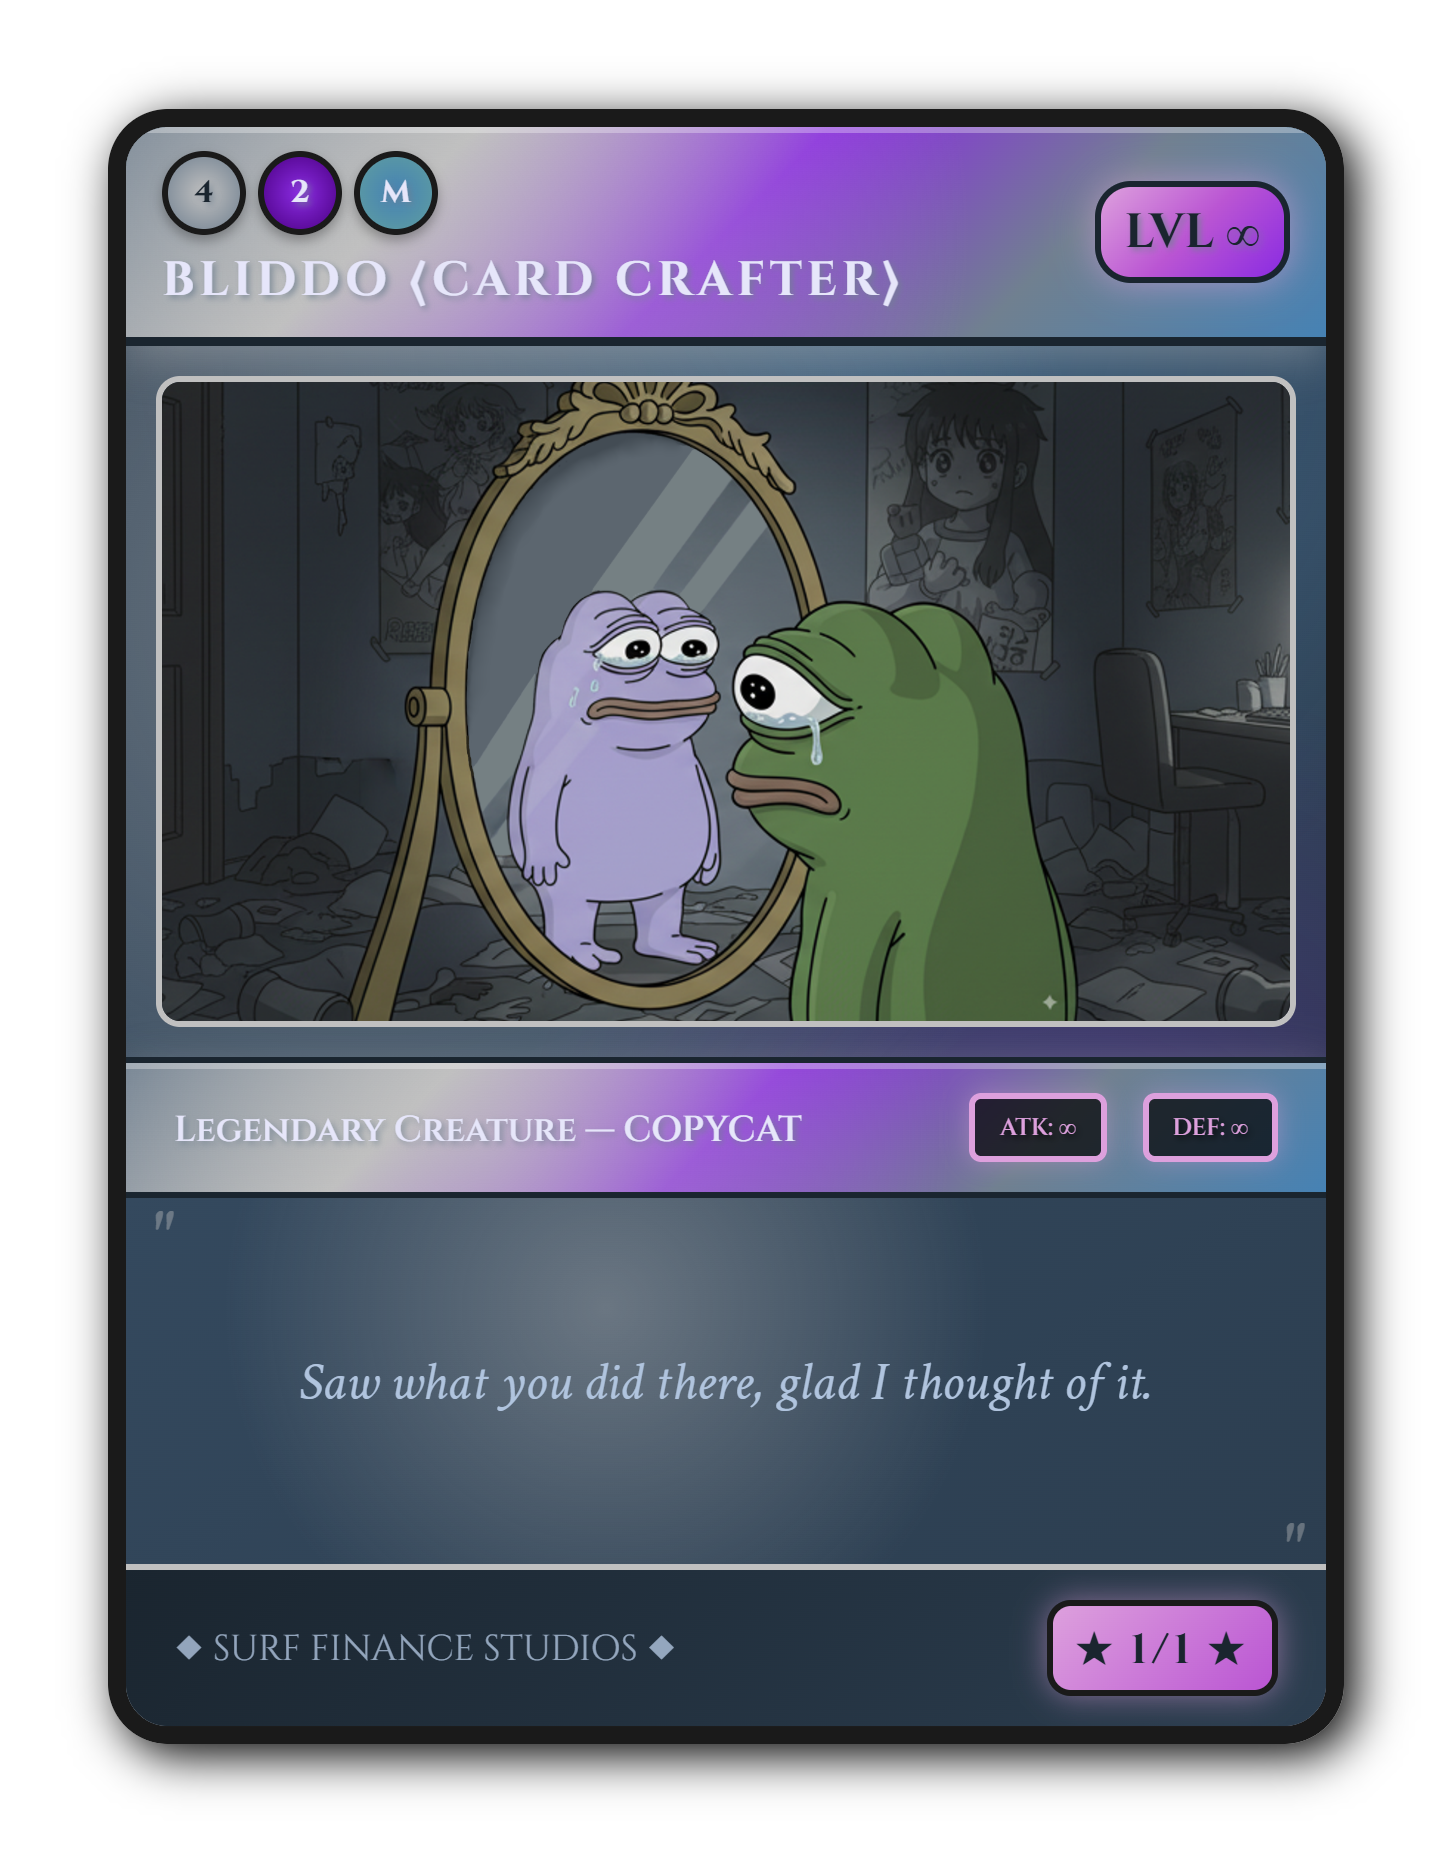 4 2 M
LVL ∞
BLIDDO ⟨CARD CRAFTER⟩
LEGENDARY CREATURE — COPYCAT
ATK: ∞
DEF: ∞
"
Saw what you did there, glad I thought of it.
"
◆ SURF FINANCE STUDIOS ◆
★ 1/1 ★